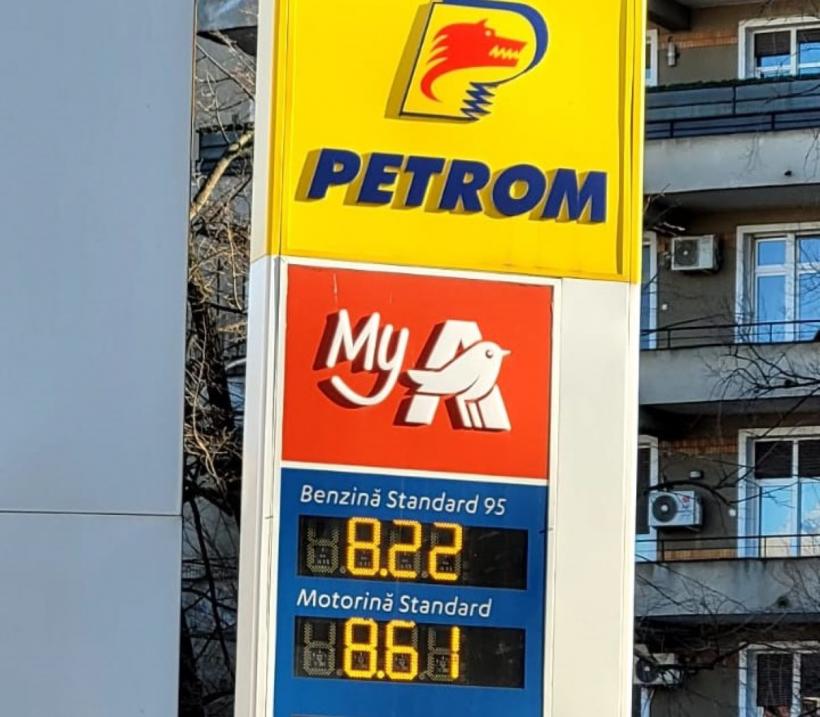 PETROM
My A
Benzină Standard 95
8.22
Motorină Standard
8.61